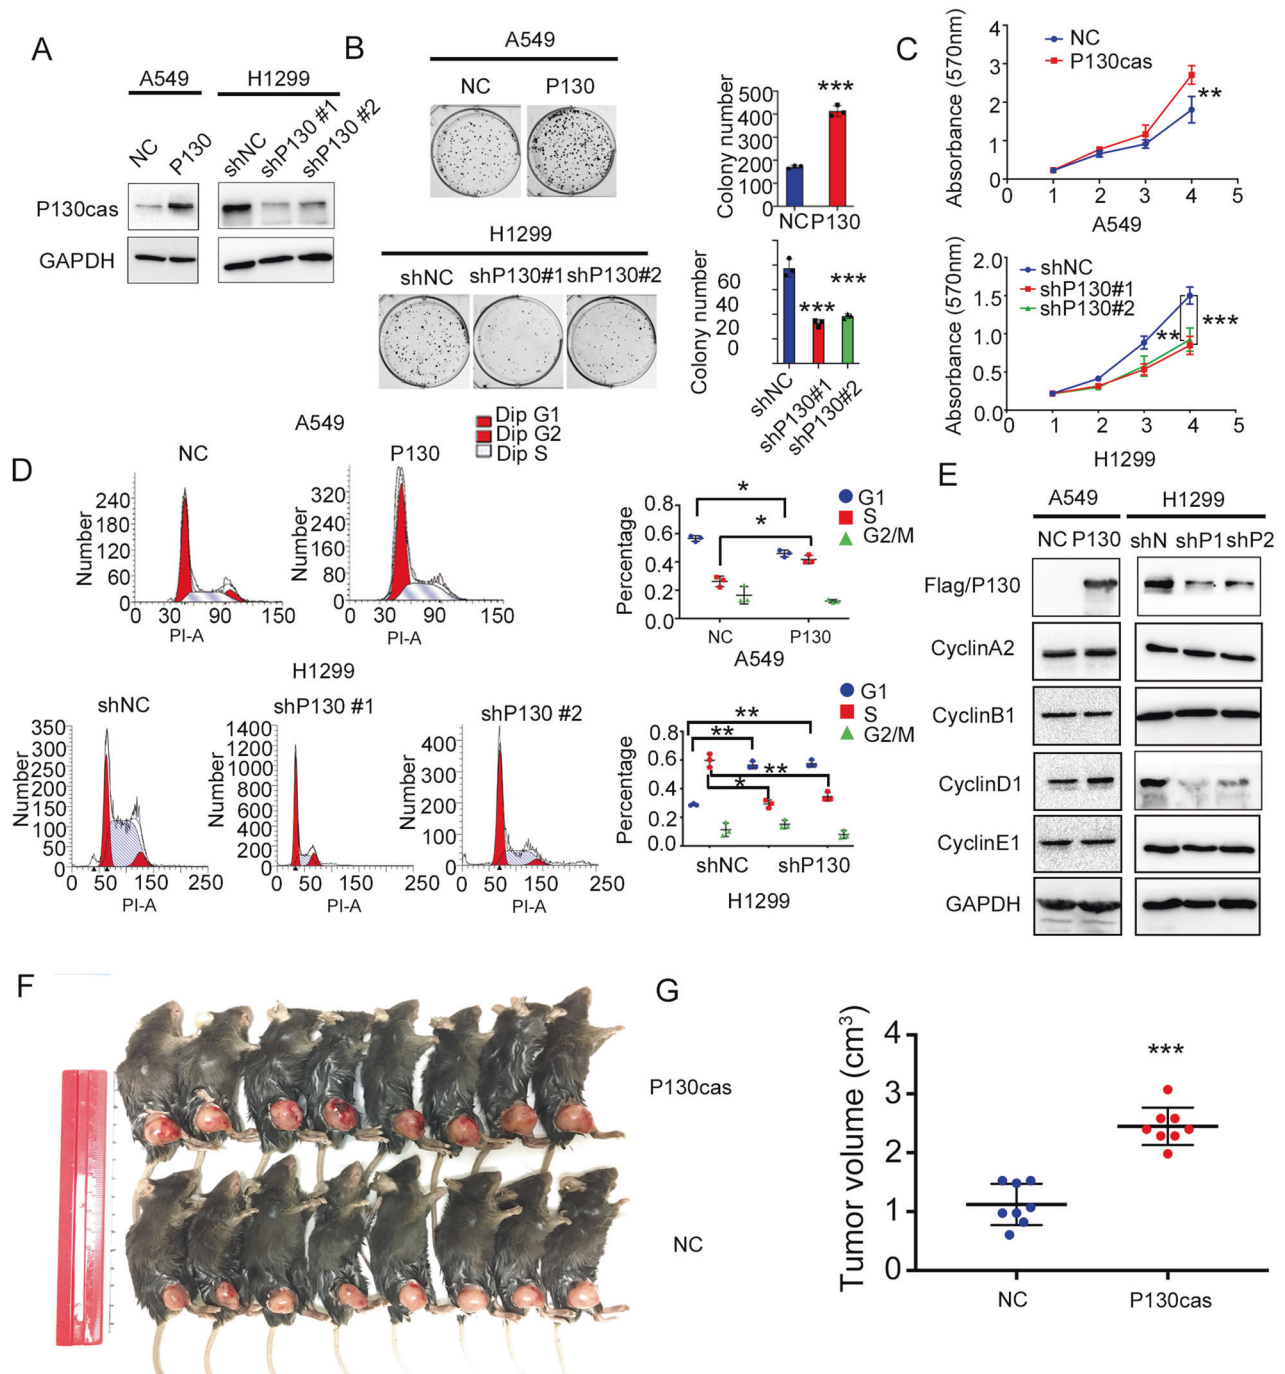 A
A549
H1299
NC
P130
shNC
shP130 #1
shP130 #2
P130cas
GAPDH
B
A549
NC
P130
H1299
shNC
shP130#1
shP130#2
Colony number
500
400
300
200
100
0
NC
P130
***
Colony number
60
40
20
0
***
***
shNC
shP130#1
shP130#2
C
Absorbance (570nm)
4
3
2
1
0
NC
P130cas
**
0
1
2
3
4
5
A549
Absorbance (570nm)
2.0
1.5
1.0
0.5
0.0
shNC
shP130#1
shP130#2
**
***
0
1
2
3
4
5
H1299
D
A549
Dip G1
Dip G2
Dip S
NC
Number
240
180
120
60
0
0
30
60
90
150
PI-A
P130
Number
320
240
160
80
0
0
30
60
90
150
PI-A
Percentage
0.8
0.6
0.4
0.2
0.0
*
*
G1
S
G2/M
NC
P130
A549
H1299
shNC
Number
350
300
250
200
150
100
50
0
0
50
100
150
250
PI-A
shP130 #1
Number
1400
1200
1000
800
600
400
200
0
0
50
100
150
250
PI-A
shP130 #2
Number
400
300
200
100
0
0
50
100
150
250
PI-A
Percentage
0.8
0.6
0.4
0.2
0.0
**
**
**
*
G1
S
G2/M
shNC
shP130
H1299
E
A549
H1299
NC
P130
shN
shP1
shP2
Flag/P130
CyclinA2
CyclinB1
CyclinD1
CyclinE1
GAPDH
F
P130cas
NC
G
Tumor volume (cm³)
4
3
2
1
0
***
NC
P130cas